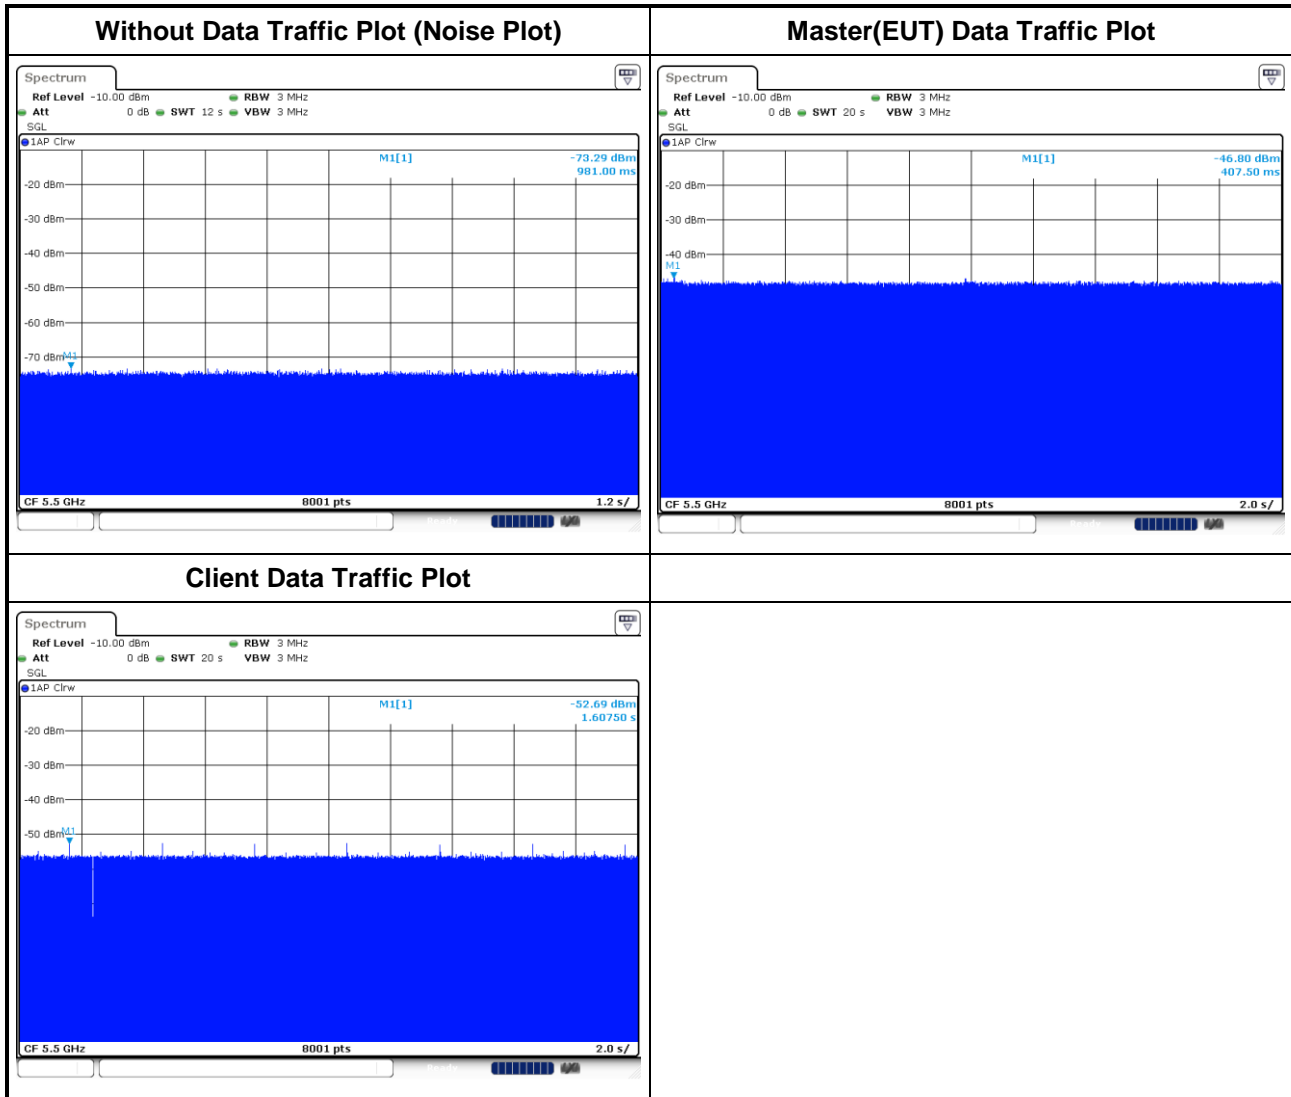 Without Data Traffic Plot (Noise Plot)
Spectrum
Ref Level -10.00 dBm RBW 3 MHz
Att 0 dB SWT 12 s VBW 3 MHz
SGL
1AP Clrw
M1[1] -73.29 dBm
981.00 ms
-20 dBm
-30 dBm
-40 dBm
-50 dBm
-60 dBm
-70 dBm
M1
CF 5.5 GHz 8001 pts 1.2 s/
Master(EUT) Data Traffic Plot
Spectrum
Ref Level -10.00 dBm RBW 3 MHz
Att 0 dB SWT 20 s VBW 3 MHz
SGL
1AP Clrw
M1[1] -46.80 dBm
407.50 ms
-20 dBm
-30 dBm
-40 dBm
M1
CF 5.5 GHz 8001 pts 2.0 s/
Client Data Traffic Plot
Spectrum
Ref Level -10.00 dBm RBW 3 MHz
Att 0 dB SWT 20 s VBW 3 MHz
SGL
1AP Clrw
M1[1] -52.69 dBm
1.60750 s
-20 dBm
-30 dBm
-40 dBm
-50 dBm
M1
CF 5.5 GHz 8001 pts 2.0 s/